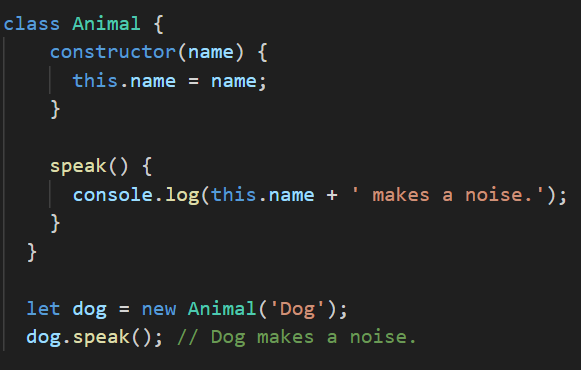 class Animal {
constructor(name) {
this.name = name;
}
speak() {
console.log(this.name + ' makes a noise.');
}
}
let dog = new Animal('Dog');
dog.speak(); // Dog makes a noise.